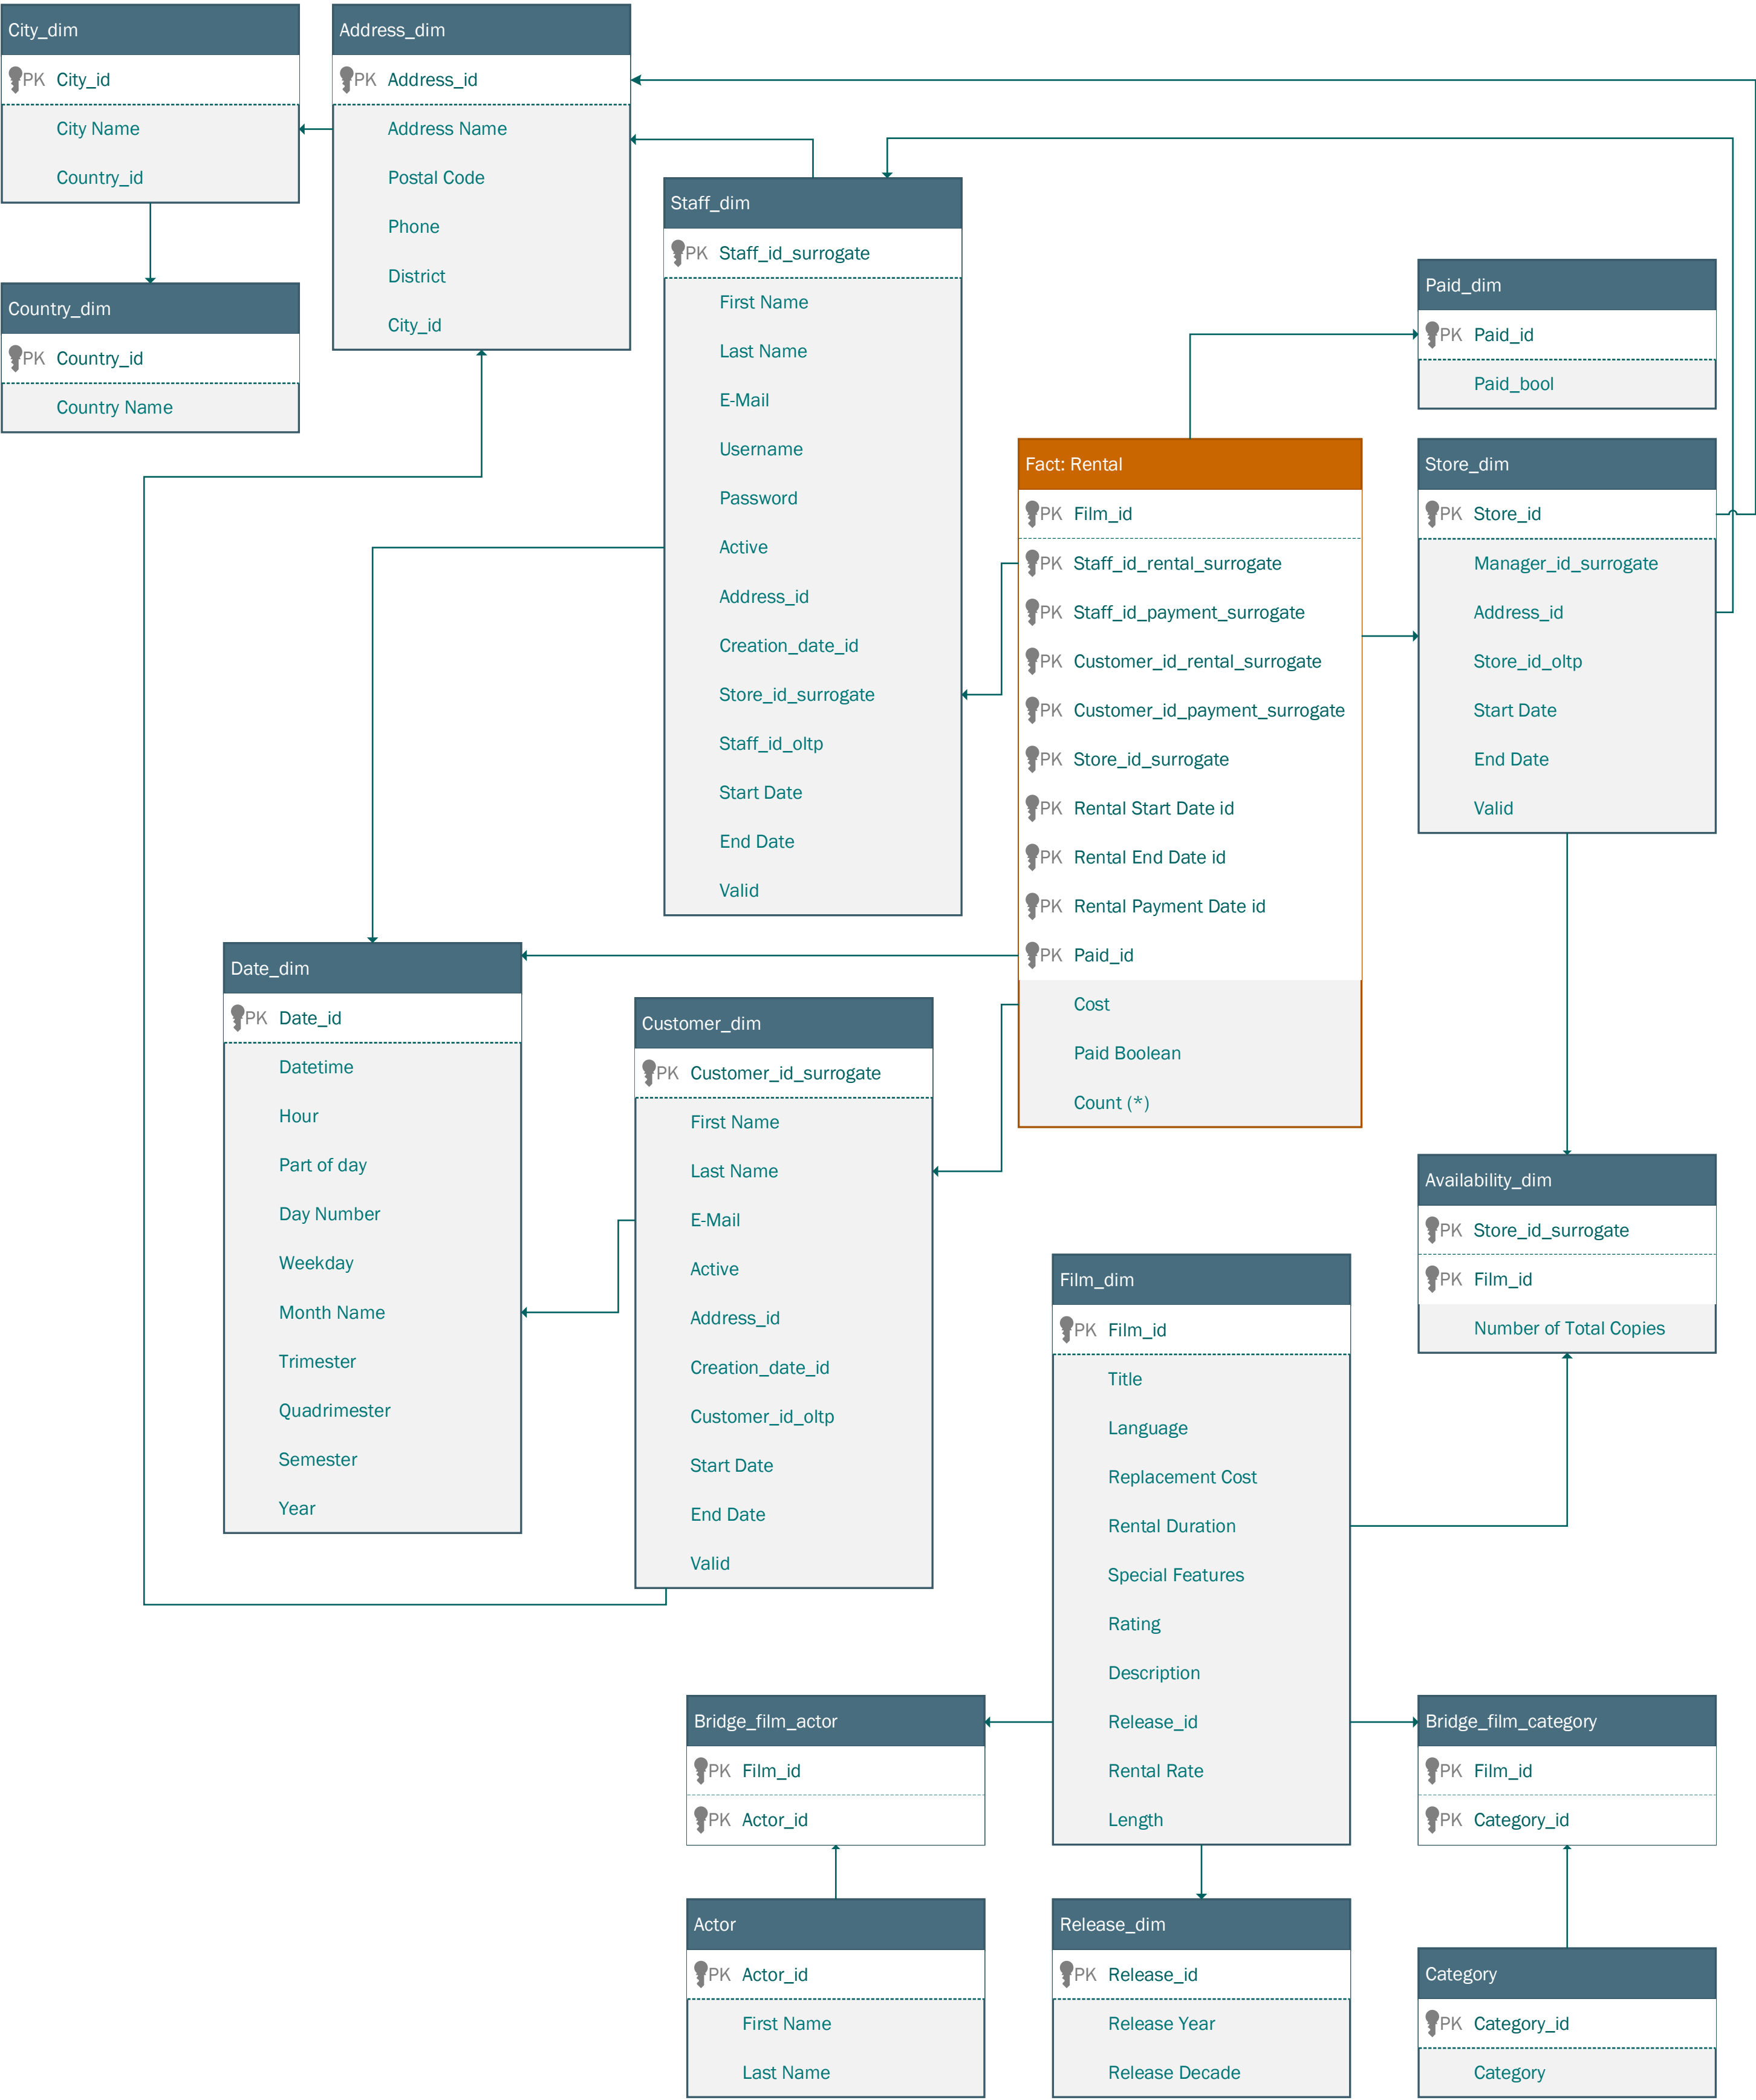 City_dim
PK City_id
City Name
Country_id
Address_dim
PK Address_id
Address Name
Postal Code
Phone
District
City_id
Country_dim
PK Country_id
Country Name
Staff_dim
PK Staff_id_surrogate
First Name
Last Name
E-Mail
Username
Password
Active
Address_id
Creation_date_id
Store_id_surrogate
Staff_id_oltp
Start Date
End Date
Valid
Paid_dim
PK Paid_id
Paid_bool
Fact: Rental
PK Film_id
PK Staff_id_rental_surrogate
PK Staff_id_payment_surrogate
PK Customer_id_rental_surrogate
PK Customer_id_payment_surrogate
PK Store_id_surrogate
PK Rental Start Date id
PK Rental End Date id
PK Rental Payment Date id
PK Paid_id
Cost
Paid Boolean
Count (*)
Store_dim
PK Store_id
Manager_id_surrogate
Address_id
Store_id_oltp
Start Date
End Date
Valid
Date_dim
PK Date_id
Datetime
Hour
Part of day
Day Number
Weekday
Month Name
Trimester
Quadrimester
Semester
Year
Customer_dim
PK Customer_id_surrogate
First Name
Last Name
E-Mail
Active
Address_id
Creation_date_id
Customer_id_oltp
Start Date
End Date
Valid
Availability_dim
PK Store_id_surrogate
PK Film_id
Number of Total Copies
Film_dim
PK Film_id
Title
Language
Replacement Cost
Rental Duration
Special Features
Rating
Description
Release_id
Rental Rate
Length
Bridge_film_actor
PK Film_id
PK Actor_id
Bridge_film_category
PK Film_id
PK Category_id
Actor
PK Actor_id
First Name
Last Name
Release_dim
PK Release_id
Release Year
Release Decade
Category
PK Category_id
Category